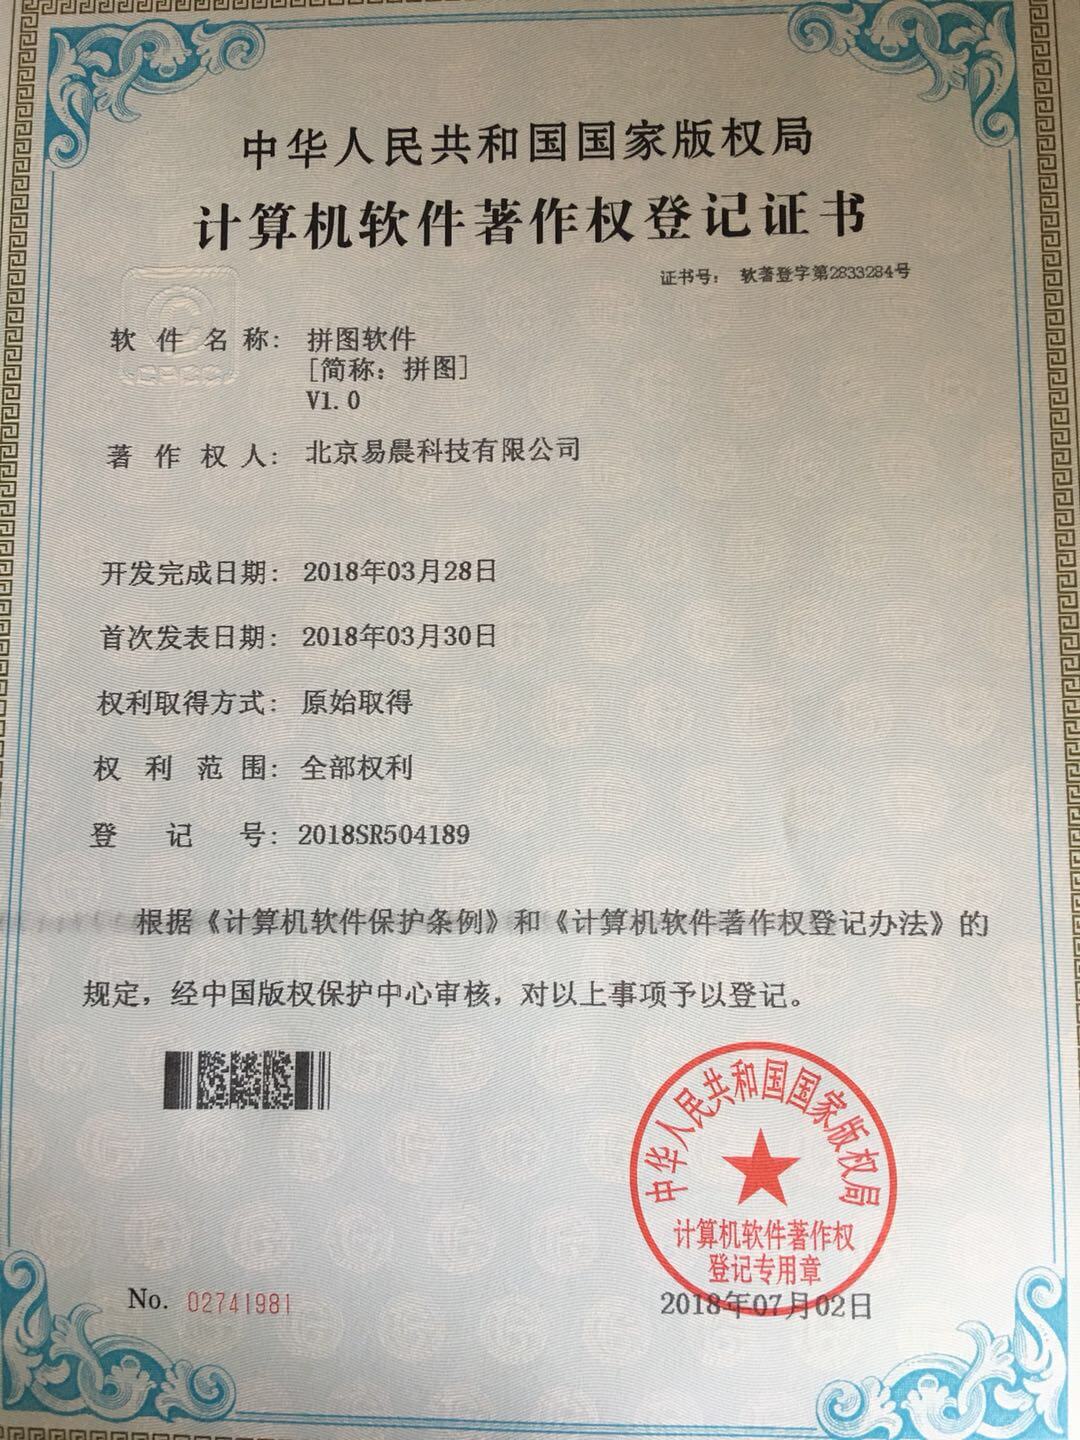 中华人民共和国国家版权局
计算机软件著作权登记证书
证书号： 软著登字第2833284号
软件名称： 拼图软件
[简称：拼图]
V1.0
著作权人： 北京易晨科技有限公司
开发完成日期： 2018年03月28日
首次发表日期： 2018年03月30日
权利取得方式： 原始取得
权利范围： 全部权利
登记号： 2018SR504189
根据《计算机软件保护条例》和《计算机软件著作权登记办法》的
规定，经中国版权保护中心审核，对以上事项予以登记。
中华人民共和国国家版权局
计算机软件著作权
登记专用章
No. 02741981
2018年07月02日